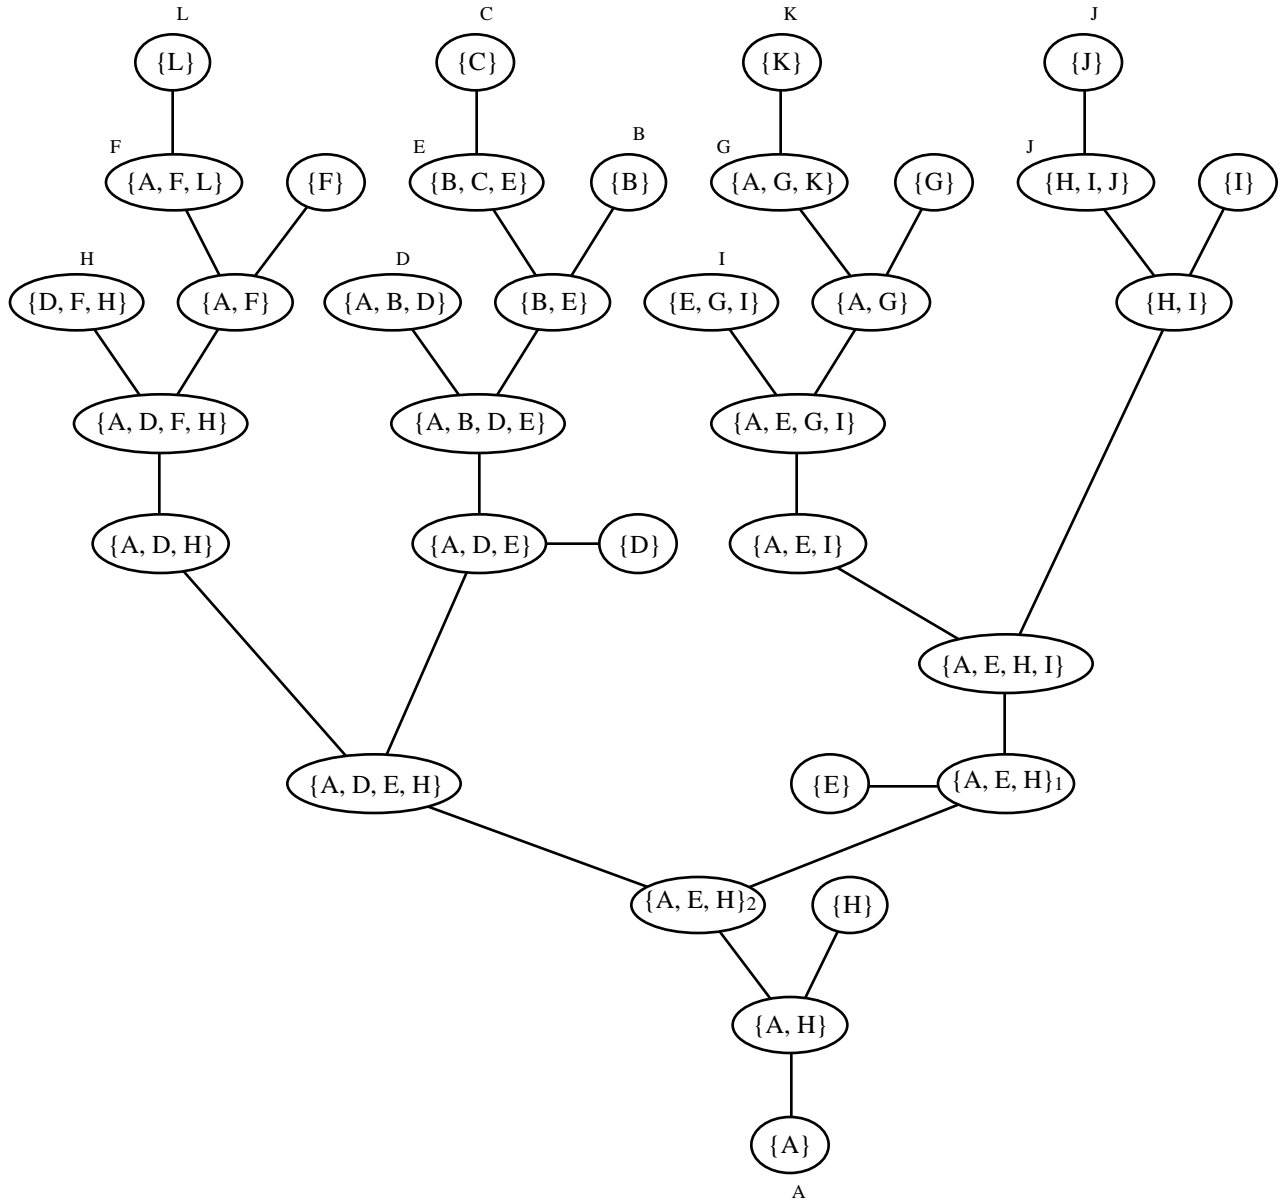 L C K J
{L} {C} {K} {J}
F E B G J
{A, F, L} {F} {B, C, E} {B} {A, G, K} {G} {H, I, J} {I}
H D I
{D, F, H} {A, F} {A, B, D} {B, E} {E, G, I} {A, G} {H, I}
{A, D, F, H} {A, B, D, E} {A, E, G, I}
{A, D, H} {A, D, E} {D} {A, E, I}
{A, E, H, I}
{A, D, E, H} {E} {A, E, H}1
{A, E, H}2 {H}
{A, H}
{A}
A